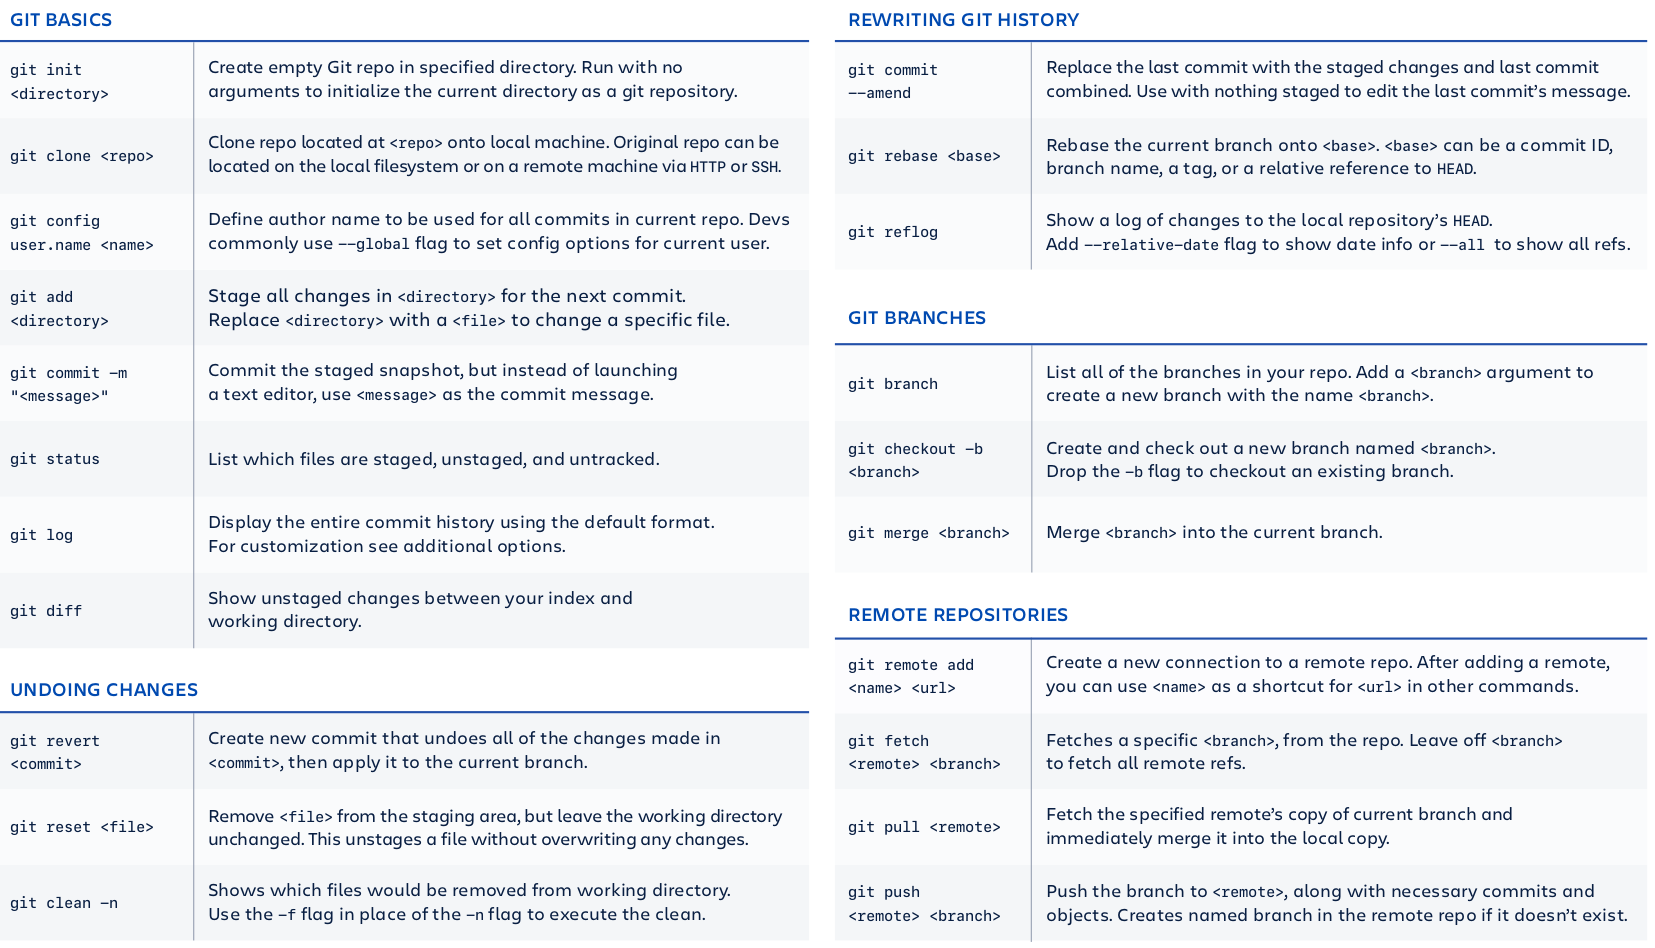 GIT BASICS
git init
<directory>
Create empty Git repo in specified directory. Run with no
arguments to initialize the current directory as a git repository.
git clone <repo>
Clone repo located at <repo> onto local machine. Original repo can be
located on the local filesystem or on a remote machine via HTTP or SSH.
git config
user.name <name>
Define author name to be used for all commits in current repo. Devs
commonly use --global flag to set config options for current user.
git add
<directory>
Stage all changes in <directory> for the next commit.
Replace <directory> with a <file> to change a specific file.
git commit -m
"<message>"
Commit the staged snapshot, but instead of launching
a text editor, use <message> as the commit message.
git status
List which files are staged, unstaged, and untracked.
git log
Display the entire commit history using the default format.
For customization see additional options.
git diff
Show unstaged changes between your index and
working directory.
UNDOING CHANGES
git revert
<commit>
Create new commit that undoes all of the changes made in
<commit>, then apply it to the current branch.
git reset <file>
Remove <file> from the staging area, but leave the working directory
unchanged. This unstages a file without overwriting any changes.
git clean -n
Shows which files would be removed from working directory.
Use the -f flag in place of the -n flag to execute the clean.
REWRITING GIT HISTORY
git commit
--amend
Replace the last commit with the staged changes and last commit
combined. Use with nothing staged to edit the last commit's message.
git rebase <base>
Rebase the current branch onto <base>. <base> can be a commit ID,
branch name, a tag, or a relative reference to HEAD.
git reflog
Show a log of changes to the local repository's HEAD.
Add --relative-date flag to show date info or --all to show all refs.
GIT BRANCHES
git branch
List all of the branches in your repo. Add a <branch> argument to
create a new branch with the name <branch>.
git checkout -b
<branch>
Create and check out a new branch named <branch>.
Drop the -b flag to checkout an existing branch.
git merge <branch>
Merge <branch> into the current branch.
REMOTE REPOSITORIES
git remote add
<name> <url>
Create a new connection to a remote repo. After adding a remote,
you can use <name> as a shortcut for <url> in other commands.
git fetch
<remote> <branch>
Fetches a specific <branch>, from the repo. Leave off <branch>
to fetch all remote refs.
git pull <remote>
Fetch the specified remote's copy of current branch and
immediately merge it into the local copy.
git push
<remote> <branch>
Push the branch to <remote>, along with necessary commits and
objects. Creates named branch in the remote repo if it doesn't exist.